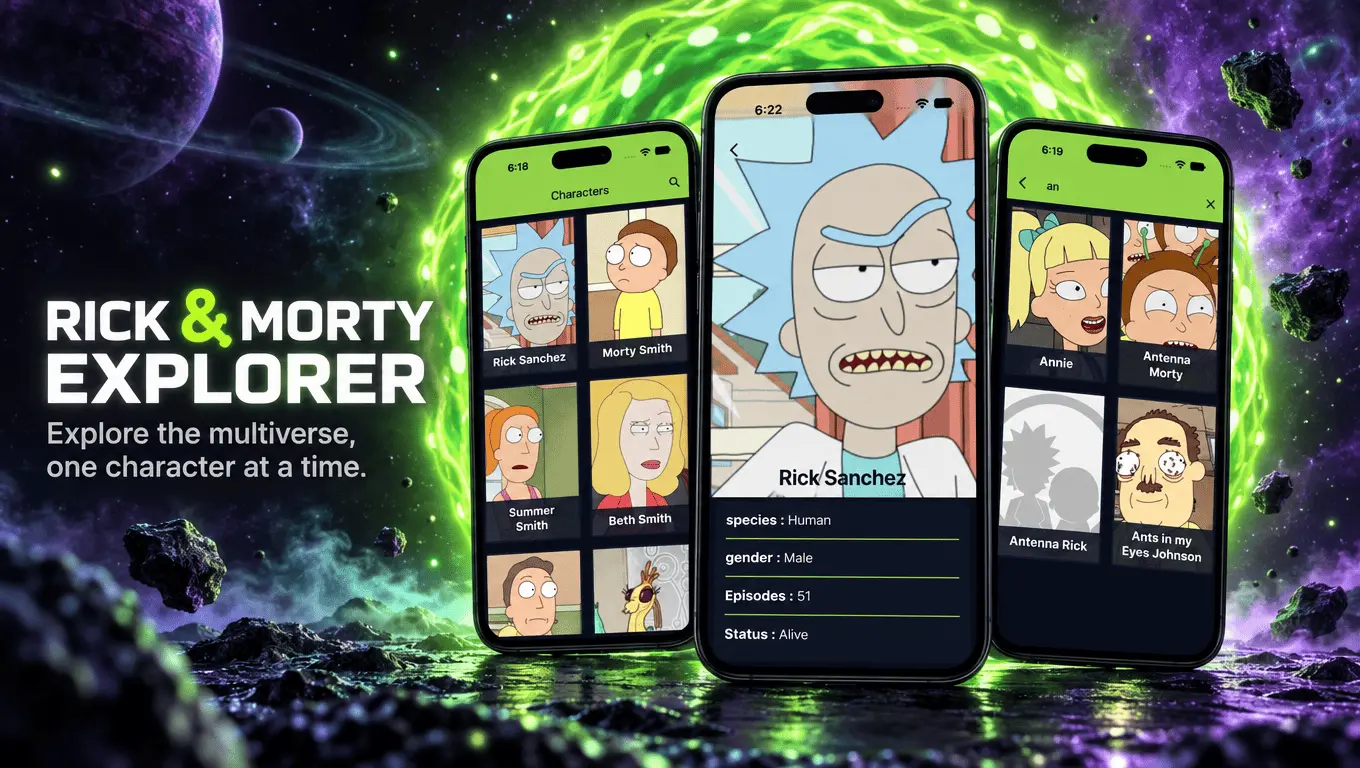 RICK & MORTY
EXPLORER
Explore the multiverse,
one character at a time.
6:18
Characters
Rick Sanchez
Morty Smith
Summer
Smith
Beth Smith
6:22
Rick Sanchez
species : Human
gender : Male
Episodes : 51
Status : Alive
6:19
an
Annie
Antenna
Morty
Antenna Rick
Ants in my
Eyes Johnson